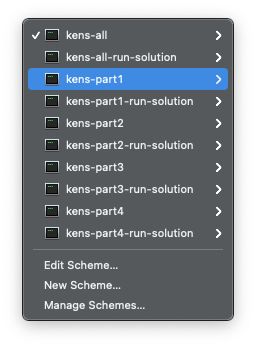 kens-all
kens-all-run-solution
kens-part1
kens-part1-run-solution
kens-part2
kens-part2-run-solution
kens-part3
kens-part3-run-solution
kens-part4
kens-part4-run-solution
Edit Scheme...
New Scheme...
Manage Schemes...